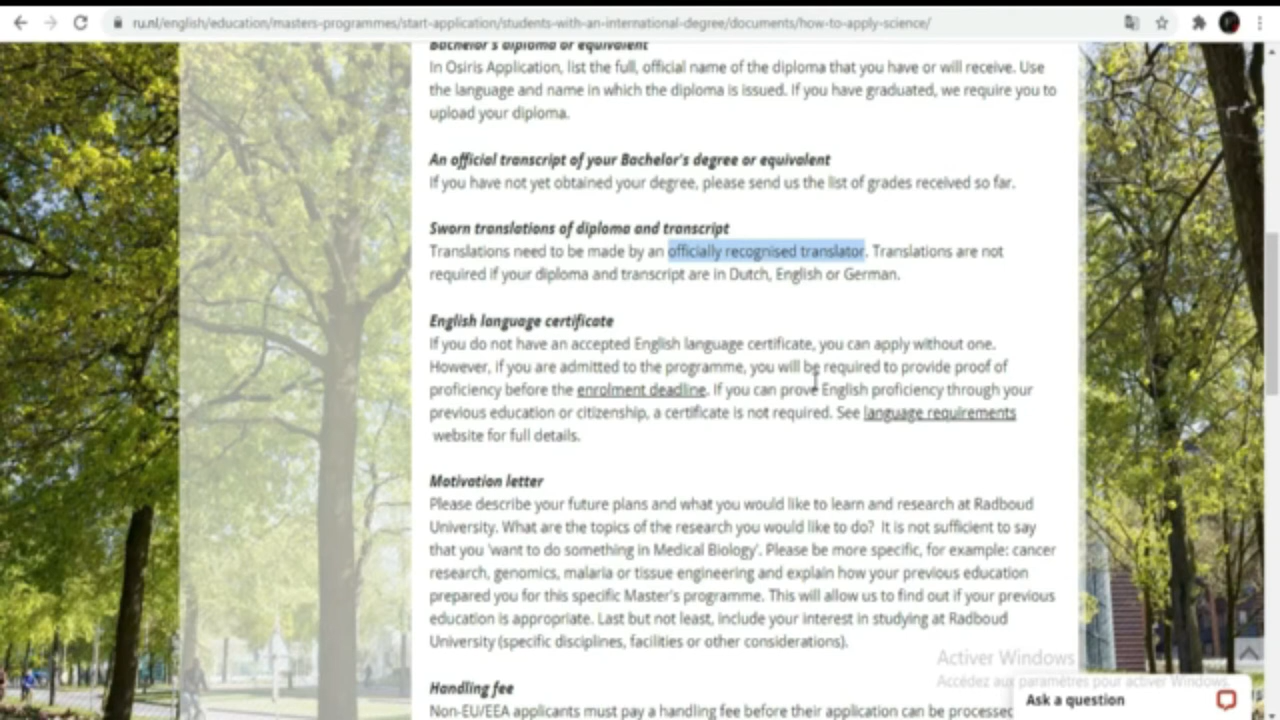 ru.nl/english/education/masters-programmes/start-application/students-with-an-international-degree/documents/how-to-apply-science/
Bachelor's diploma or equivalent
In Osiris Application, list the full, official name of the diploma that you have or will receive. Use
the language and name in which the diploma is issued. If you have graduated, we require you to
upload your diploma.
An official transcript of your Bachelor's degree or equivalent
If you have not yet obtained your degree, please send us the list of grades received so far.
Sworn translations of diploma and transcript
Translations need to be made by an officially recognised translator. Translations are not
required if your diploma and transcript are in Dutch, English or German.
English language certificate
If you do not have an accepted English language certificate, you can apply without one.
However, if you are admitted to the programme, you will be required to provide proof of
proficiency before the enrolment deadline. If you can prove English proficiency through your
previous education or citizenship, a certificate is not required. See language requirements
website for full details.
Motivation letter
Please describe your future plans and what you would like to learn and research at Radboud
University. What are the topics of the research you would like to do? It is not sufficient to say
that you 'want to do something in Medical Biology'. Please be more specific, for example: cancer
research, genomics, malaria or tissue engineering and explain how your previous education
prepared you for this specific Master's programme. This will allow us to find out if your previous
education is appropriate. Last but not least, include your interest in studying at Radboud
University (specific disciplines, facilities or other considerations).
Activer Windows
Accédez aux paramètres pour activer Windows.
Handling fee
Ask a question
Non-EU/EEA applicants must pay a handling fee before their application can be processed